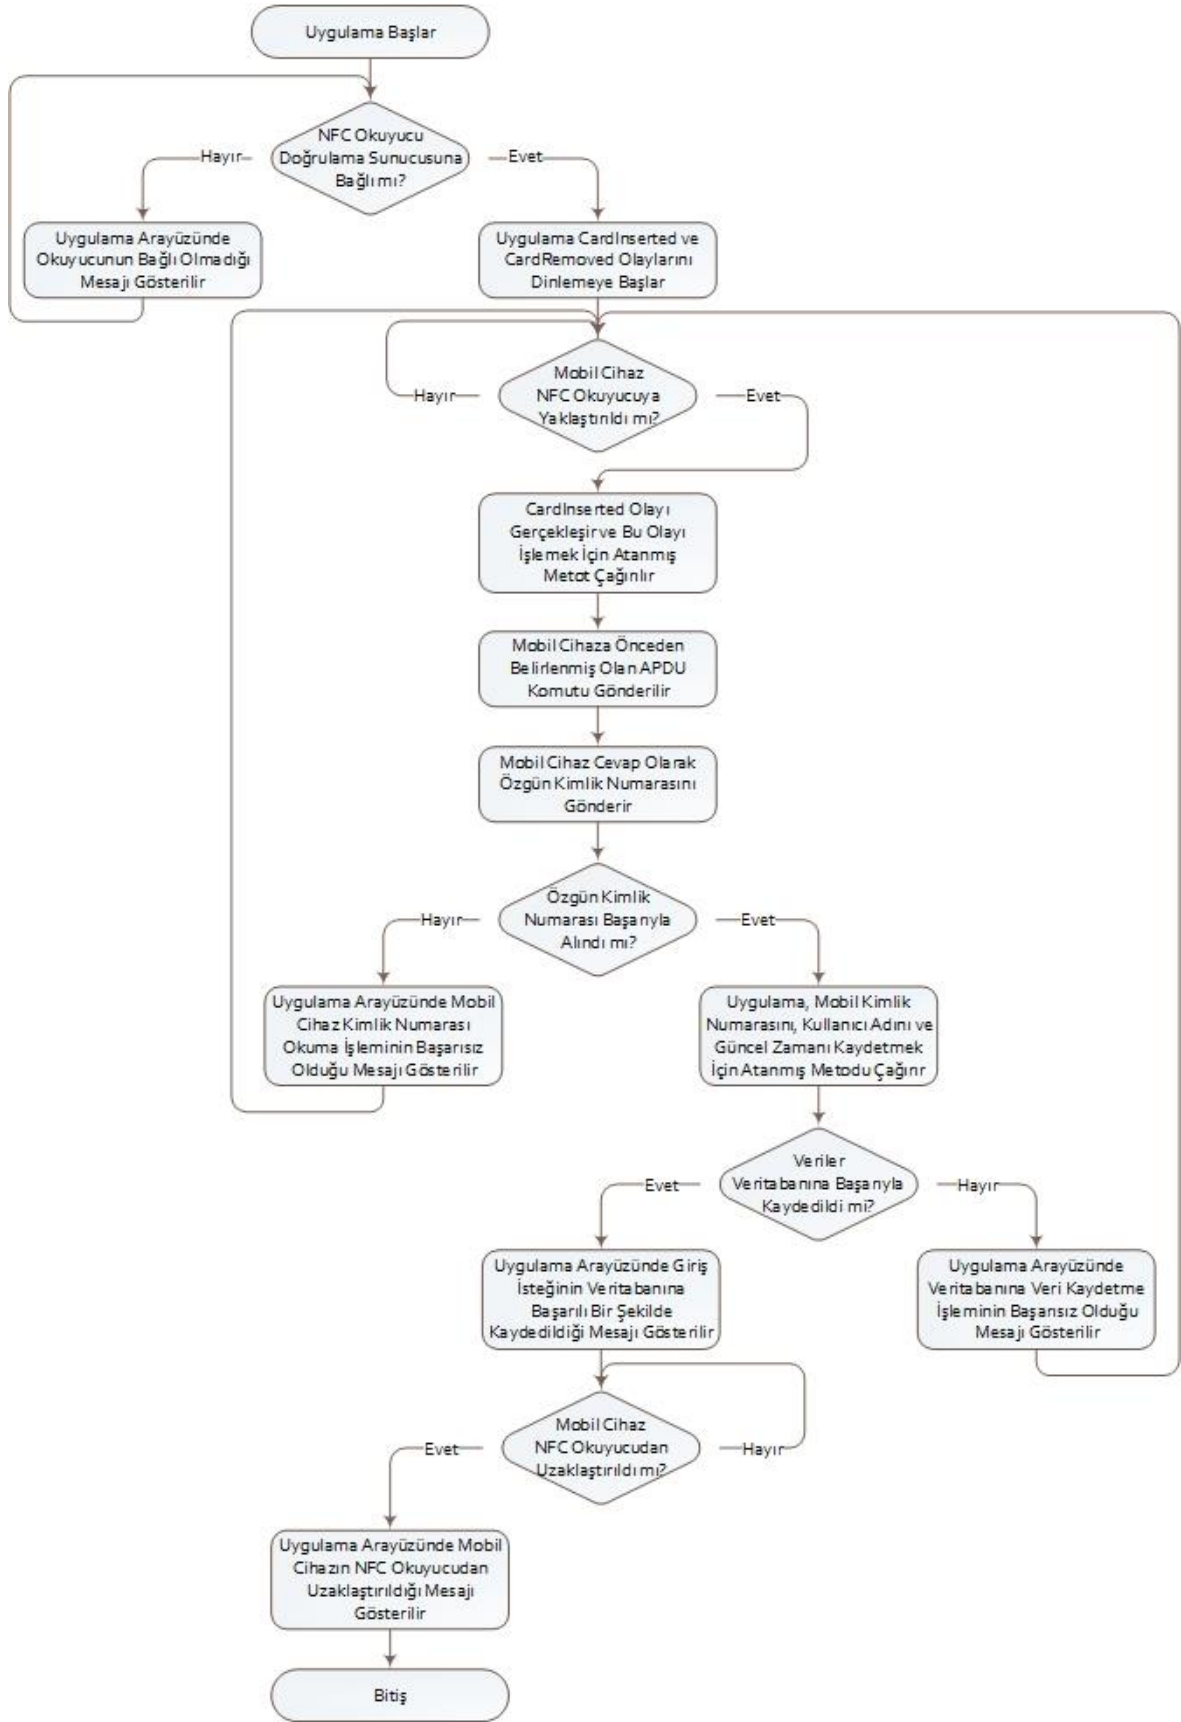 Uygulama Başlar
NFC Okuyucu
Doğrulama Sunucusuna
Bağlı mı?
Hayır
Evet
Uygulama Arayüzünde
Okuyucunun Bağlı Olmadığı
Mesajı Gösterilir
Uygulama CardInserted ve
CardRemoved Olaylarını
Dinlemeye Başlar
Mobil Cihaz
NFC Okuyucuya
Yaklaştırıldı mı?
Hayır
Evet
CardInserted Olayı
Gerçekleşir ve Bu Olayı
İşlemek İçin Atanmış
Metot Çağırılır
Mobil Cihaza Önceden
Belirlenmiş Olan APDU
Komutu Gönderilir
Mobil Cihaz Cevap Olarak
Özgün Kimlik Numarasını
Gönderir
Özgün Kimlik
Numarası Başarıyla
Alındı mı?
Hayır
Evet
Uygulama Arayüzünde Mobil
Cihaz Kimlik Numarası
Okuma İşleminin Başarısız
Olduğu Mesajı Gösterilir
Uygulama, Mobil Kimlik
Numarasını, Kullanıcı Adını ve
Güncel Zamanı Kaydetmek
İçin Atanmış Metodu Çağırır
Veriler
Veritabanına Başarıyla
Kaydedildi mi?
Evet
Hayır
Uygulama Arayüzünde Giriş
İsteğinin Veritabanına
Başarılı Bir Şekilde
Kaydedildiği Mesajı Gösterilir
Uygulama Arayüzünde
Veritabanına Veri Kaydetme
İşleminin Başarısız Olduğu
Mesajı Gösterilir
Mobil Cihaz
NFC Okuyucudan
Uzaklaştırıldı mı?
Evet
Hayır
Uygulama Arayüzünde Mobil
Cihazın NFC Okuyucudan
Uzaklaştırıldığı Mesajı
Gösterilir
Bitiş